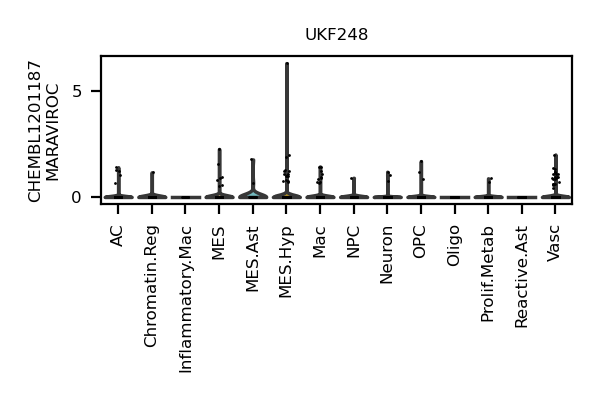 UKF248
CHEMBL1201187
MARAVIROC
5
0
AC
Chromatin.Reg
Inflammatory.Mac
MES
MES.Ast
MES.Hyp
Mac
NPC
Neuron
OPC
Oligo
Prolif.Metab
Reactive.Ast
Vasc